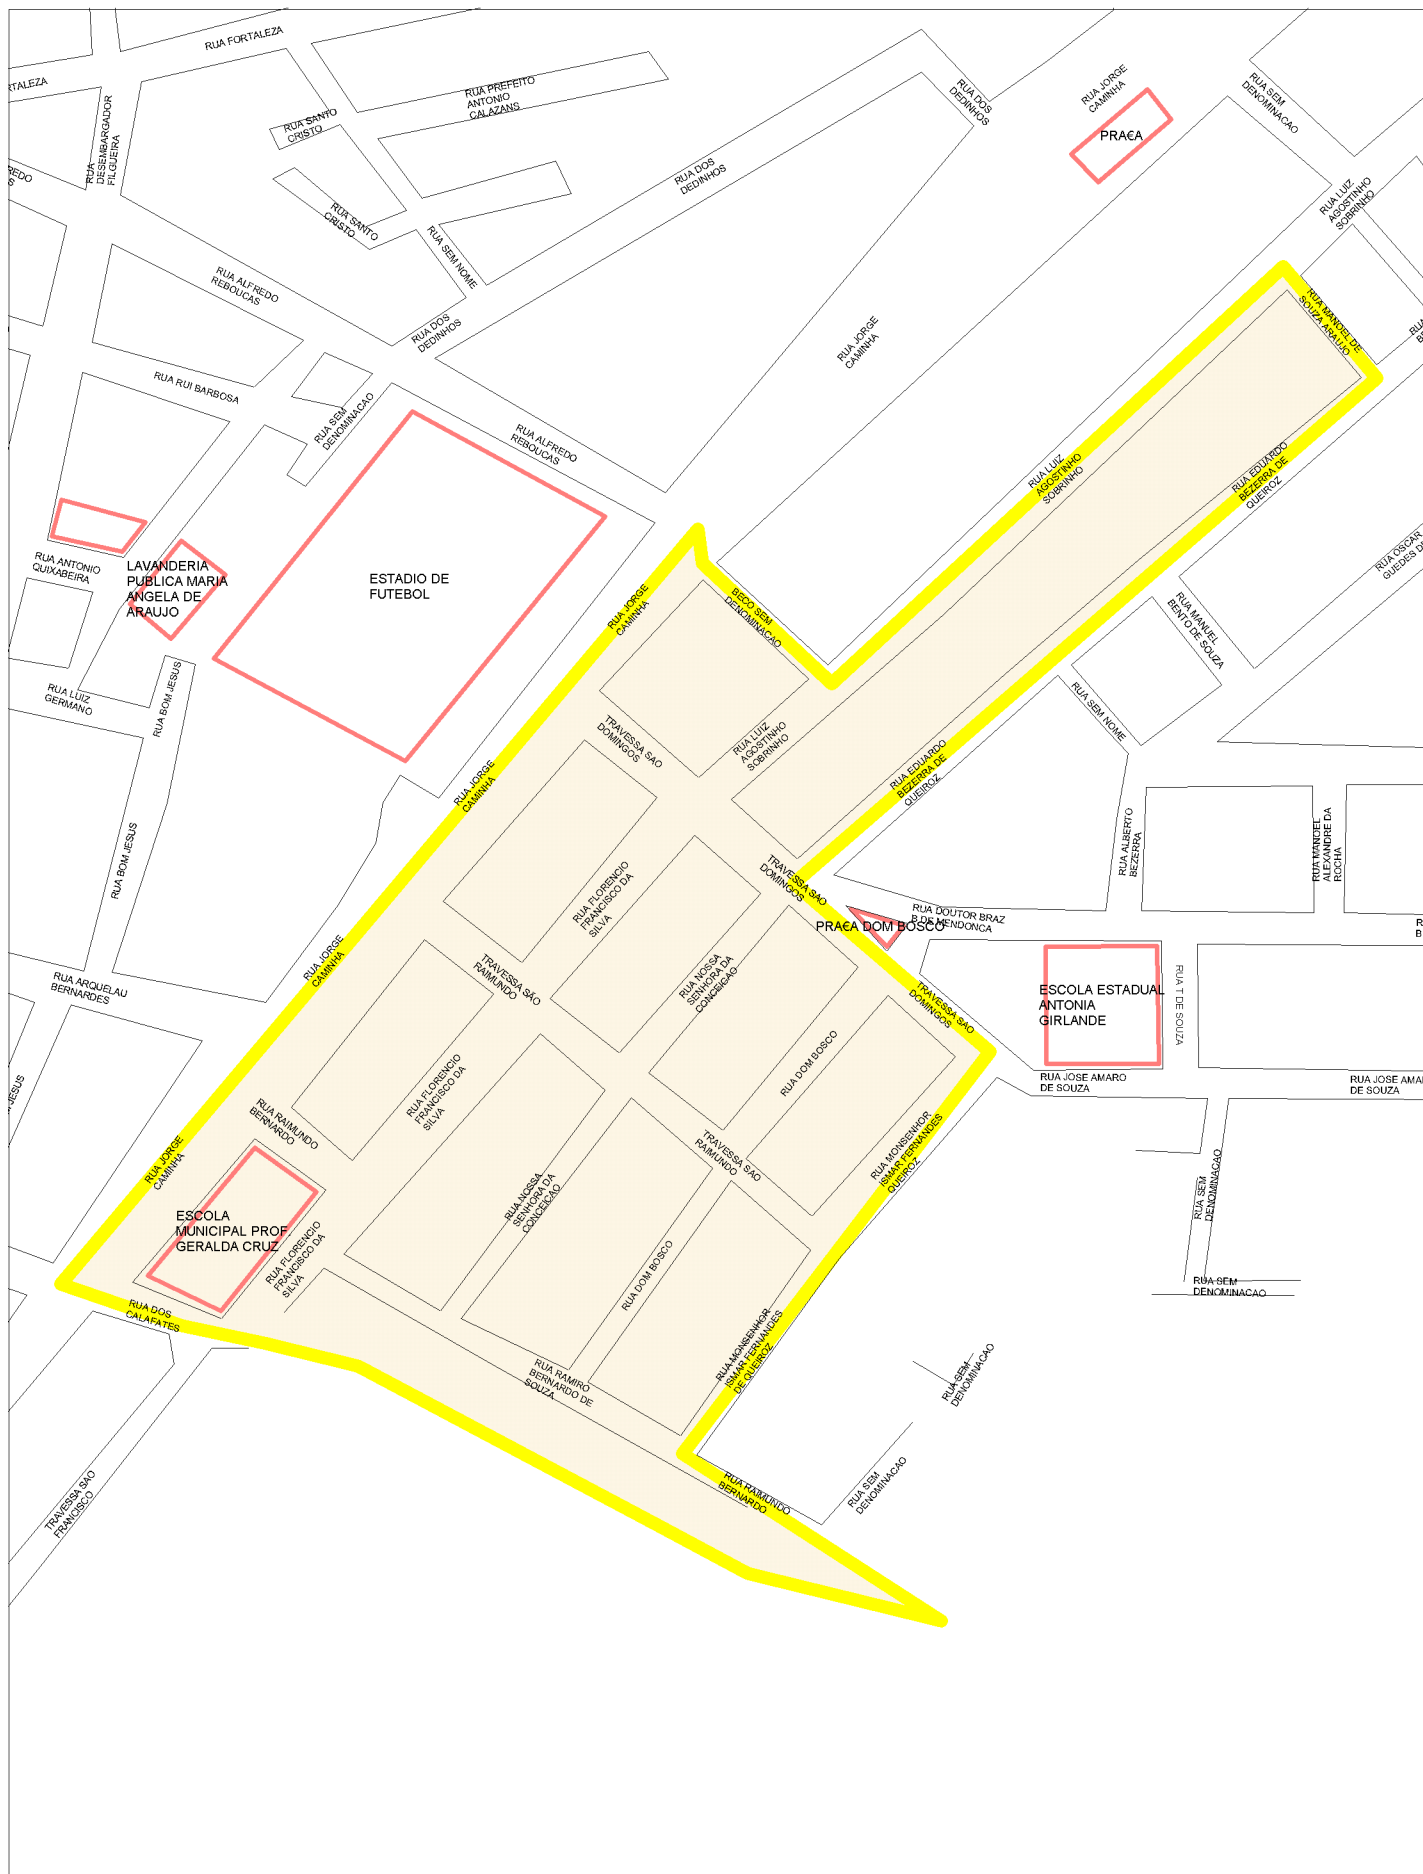 RUA FORTALEZA
RTALEZA
RUA PREFEITO
ANTONIO
CALAZANS
RUA SANTO
CRISTO
RUA
DESEMBARGADOR
FILGUEIRA
RUA DOS
DEDINHOS
RUA JORGE
CAMINHA
PRA€A
RUA SEM
DENOMINACAO
REDO
S
RUA DOS
DEDINHOS
RUA SANTO
CRISTO
RUA SEM NOME
RUA LUIZ
AGOSTINHO
SOBRINHO
RUA ALFREDO
REBOUCAS
RUA DOS
DEDINHOS
RUA JORGE
CAMINHA
RUA MANOEL DE
SOUZA ARAUJO
RUA
BE
RUA RUI BARBOSA
RUA SEM
DENOMINACAO
RUA ALFREDO
REBOUCAS
RUA LUIZ
AGOSTINHO
SOBRINHO
RUA EDUARDO
BEZERRA DE
QUEIROZ
RUA OSCAR
GUEDES D
RUA ANTONIO
QUIXABEIRA
LAVANDERIA
PUBLICA MARIA
ANGELA DE
ARAUJO
ESTADIO DE
FUTEBOL
RUA JORGE
CAMINHA
BECO SEM
DENOMINACAO
RUA MANUEL
BENTO DE SOUZA
RUA LUIZ
GERMANO
RUA BOM JESUS
RUA SEM NOME
TRAVESSA SAO
DOMINGOS
RUA LUIZ
AGOSTINHO
SOBRINHO
RUA EDUARDO
BEZERRA DE
QUEIROZ
RUA JORGE
CAMINHA
RUA BOM JESUS
RUA ALBERTO
BEZERRA
RUA MANOEL
ALEXANDRE DA
ROCHA
RUA FLORENCIO
FRANCISCO DA
SILVA
TRAVESSA SAO
DOMINGOS
RUA DOUTOR BRAZ
B DE MENDONCA
PRA€A DOM BOSCO
R
B
RUA JORGE
CAMINHA
TRAVESSA SÃO
RAIMUNDO
RUA NOSSA
SENHORA DA
CONCEICAO
RUA ARQUELAU
BERNARDES
TRAVESSA SAO
DOMINGOS
ESCOLA ESTADUAL
ANTONIA
GIRLANDE
RUA T DE SOUZA
RUA DOM BOSCO
RUA FLORENCIO
FRANCISCO DA
SILVA
RUA JOSE AMARO
DE SOUZA
RUA JOSE AMA
DE SOUZA
M JESUS
RUA RAIMUNDO
BERNARDO
RUA JORGE
CAMINHA
TRAVESSA SAO
RAIMUNDO
RUA MONSENHOR
ISMAR FERNANDES
QUEIROZ
RUA NOSSA
SENHORA DA
CONCEICAO
RUA SEM
DENOMINACAO
ESCOLA
MUNICIPAL PROF
GERALDA CRUZ
RUA FLORENCIO
FRANCISCO DA
SILVA
RUA DOM BOSCO
RUA SEM
DENOMINACAO
RUA DOS
CALAFATES
RUA MONSENHOR
ISMAR FERNANDES
DE QUEIROZ
RUA SEM
DENOMINACAO
RUA RAMIRO
BERNARDO DE
SOUZA
RUA RAIMUNDO
BERNARDO
RUA SEM
DENOMINACAO
TRAVESSA SAO
FRANCISCO